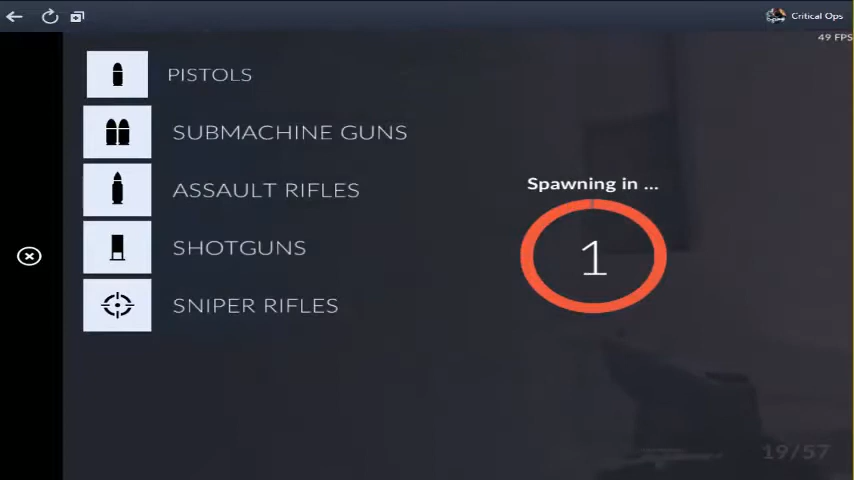 Critical Ops
49 FPS
PISTOLS
SUBMACHINE GUNS
ASSAULT RIFLES
SHOTGUNS
SNIPER RIFLES
Spawning in ...
1
19/57